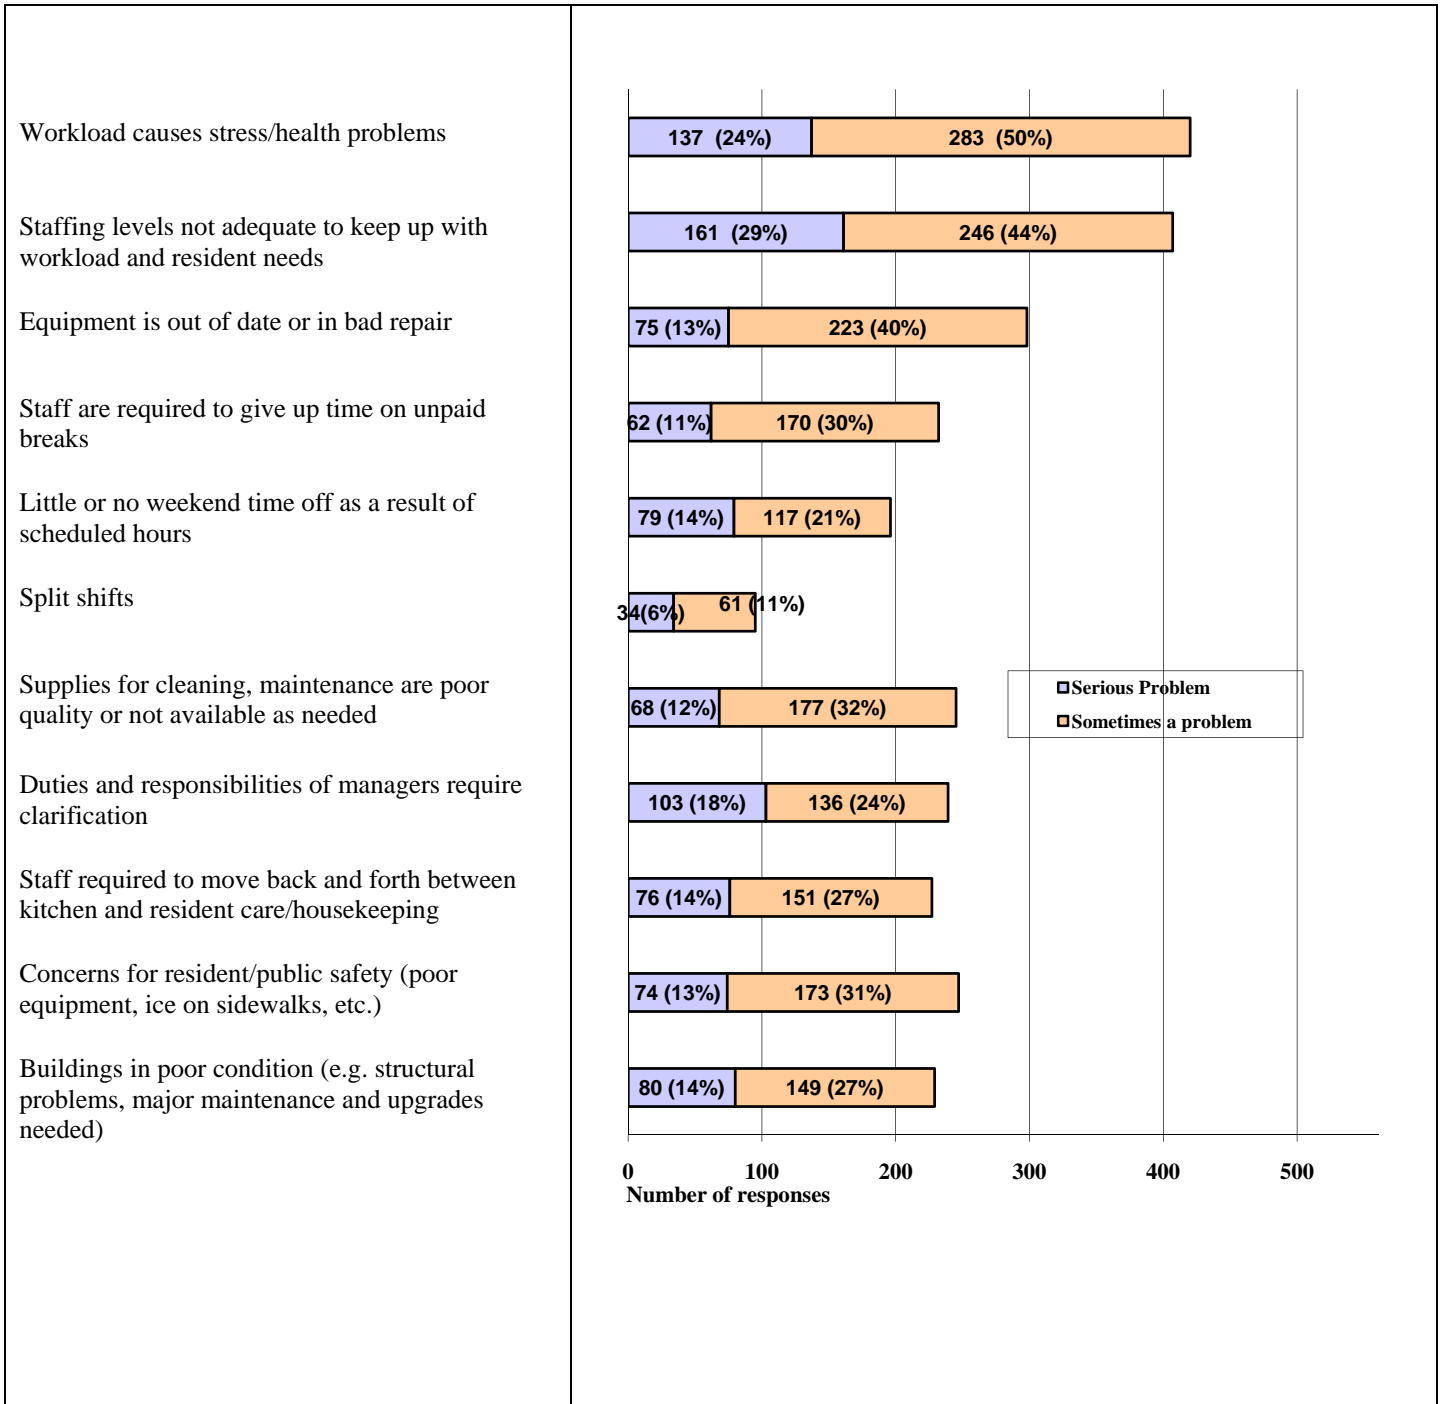 Workload causes stress/health problems
137  (24%)
283  (50%)
Staffing levels not adequate to keep up with
workload and resident needs
161  (29%)
246 (44%)
Equipment is out of date or in bad repair
75 (13%)
223 (40%)
Staff are required to give up time on unpaid
breaks
62 (11%)
170 (30%)
Little or no weekend time off as a result of
scheduled hours
79 (14%)
117 (21%)
Split shifts
34(6%)
61 (11%)
Supplies for cleaning, maintenance are poor
quality or not available as needed
68 (12%)
177 (32%)
Serious Problem
Sometimes a problem
Duties and responsibilities of managers require
clarification
103 (18%)
136 (24%)
Staff required to move back and forth between
kitchen and resident care/housekeeping
76 (14%)
151 (27%)
Concerns for resident/public safety (poor
equipment, ice on sidewalks, etc.)
74 (13%)
173 (31%)
Buildings in poor condition (e.g. structural
problems, major maintenance and upgrades
needed)
80 (14%)
149 (27%)
0 100 200 300 400 500
Number of responses